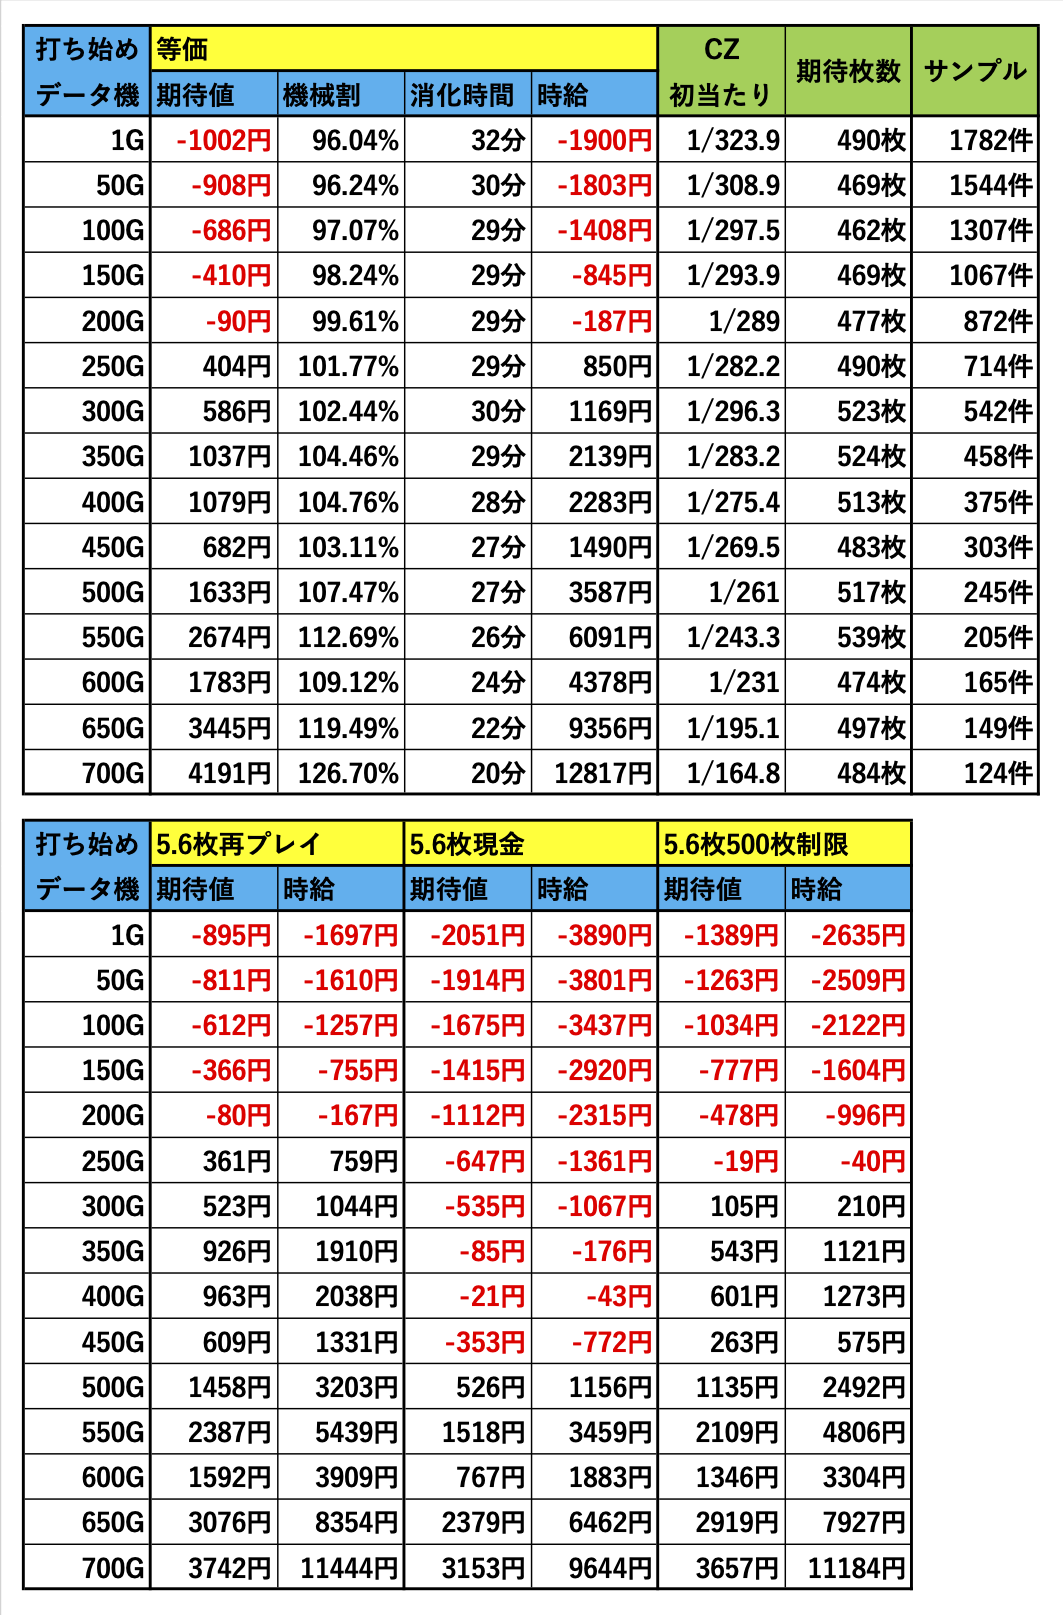 打ち始め 等価 CZ 期待枚数 サンプル
データ機 期待値 機械割 消化時間 時給 初当たり
1G -1002円 96.04% 32分 -1900円 1/323.9 490枚 1782件
50G -908円 96.24% 30分 -1803円 1/308.9 469枚 1544件
100G -686円 97.07% 29分 -1408円 1/297.5 462枚 1307件
150G -410円 98.24% 29分 -845円 1/293.9 469枚 1067件
200G -90円 99.61% 29分 -187円 1/289 477枚 872件
250G 404円 101.77% 29分 850円 1/282.2 490枚 714件
300G 586円 102.44% 30分 1169円 1/296.3 523枚 542件
350G 1037円 104.46% 29分 2139円 1/283.2 524枚 458件
400G 1079円 104.76% 28分 2283円 1/275.4 513枚 375件
450G 682円 103.11% 27分 1490円 1/269.5 483枚 303件
500G 1633円 107.47% 27分 3587円 1/261 517枚 245件
550G 2674円 112.69% 26分 6091円 1/243.3 539枚 205件
600G 1783円 109.12% 24分 4378円 1/231 474枚 165件
650G 3445円 119.49% 22分 9356円 1/195.1 497枚 149件
700G 4191円 126.70% 20分 12817円 1/164.8 484枚 124件
打ち始め 5.6枚再プレイ 5.6枚現金 5.6枚500枚制限
データ機 期待値 時給 期待値 時給 期待値 時給
1G -895円 -1697円 -2051円 -3890円 -1389円 -2635円
50G -811円 -1610円 -1914円 -3801円 -1263円 -2509円
100G -612円 -1257円 -1675円 -3437円 -1034円 -2122円
150G -366円 -755円 -1415円 -2920円 -777円 -1604円
200G -80円 -167円 -1112円 -2315円 -478円 -996円
250G 361円 759円 -647円 -1361円 -19円 -40円
300G 523円 1044円 -535円 -1067円 105円 210円
350G 926円 1910円 -85円 -176円 543円 1121円
400G 963円 2038円 -21円 -43円 601円 1273円
450G 609円 1331円 -353円 -772円 263円 575円
500G 1458円 3203円 526円 1156円 1135円 2492円
550G 2387円 5439円 1518円 3459円 2109円 4806円
600G 1592円 3909円 767円 1883円 1346円 3304円
650G 3076円 8354円 2379円 6462円 2919円 7927円
700G 3742円 11444円 3153円 9644円 3657円 11184円